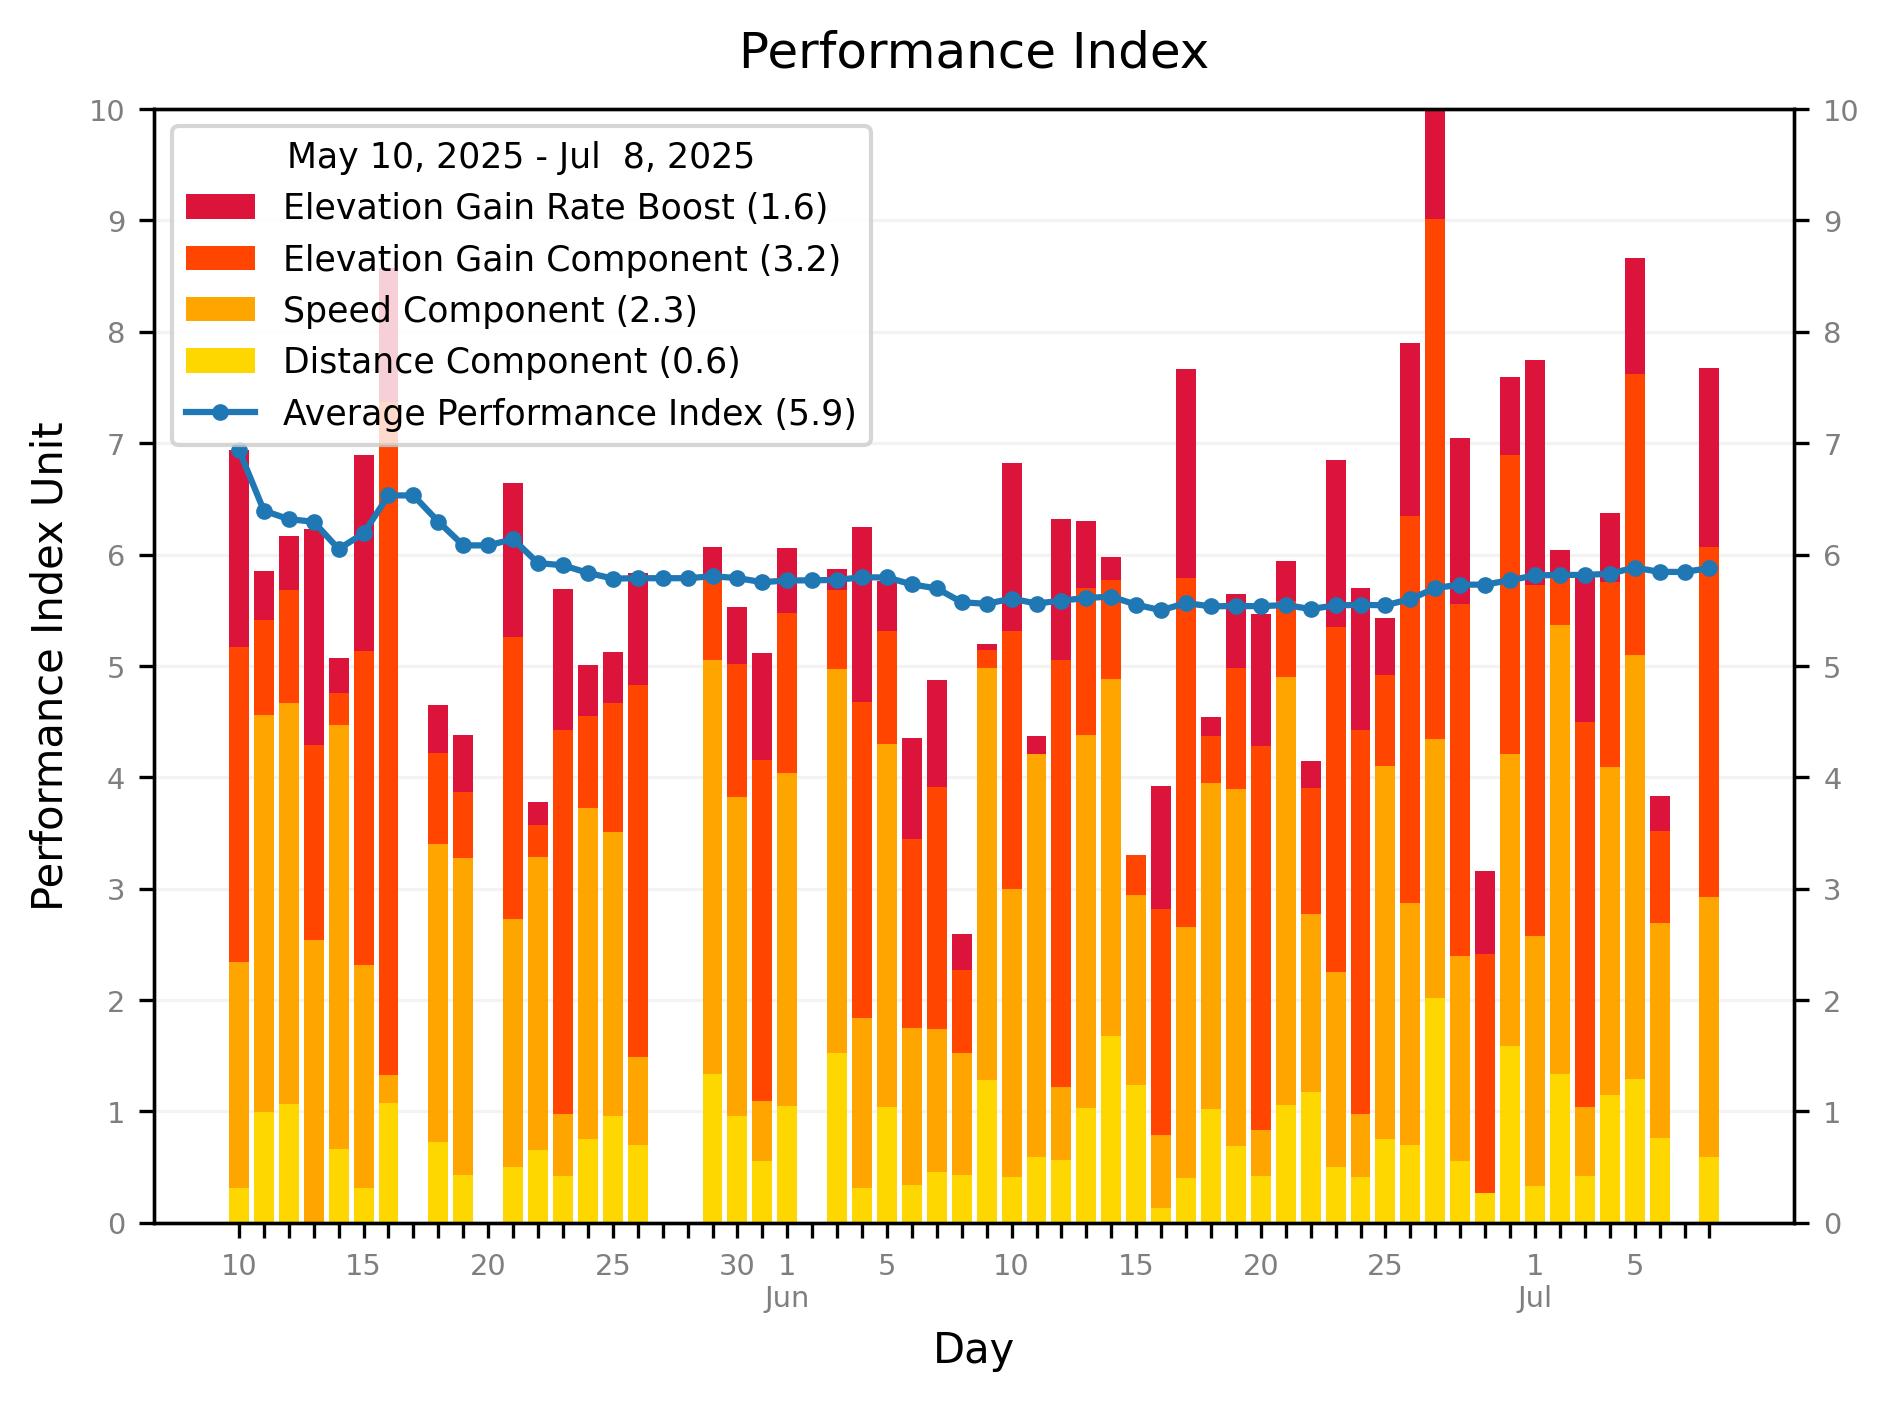 Performance Index
May 10, 2025 - Jul  8, 2025
Elevation Gain Rate Boost (1.6)
Elevation Gain Component (3.2)
Speed Component (2.3)
Distance Component (0.6)
Average Performance Index (5.9)
Performance Index Unit
10 10
9 9
8 8
7 7
6 6
5 5
4 4
3 3
2 2
1 1
0 0
10 15 20 25 30 1 5 10 15 20 25 1 5
Jun Jul
Day